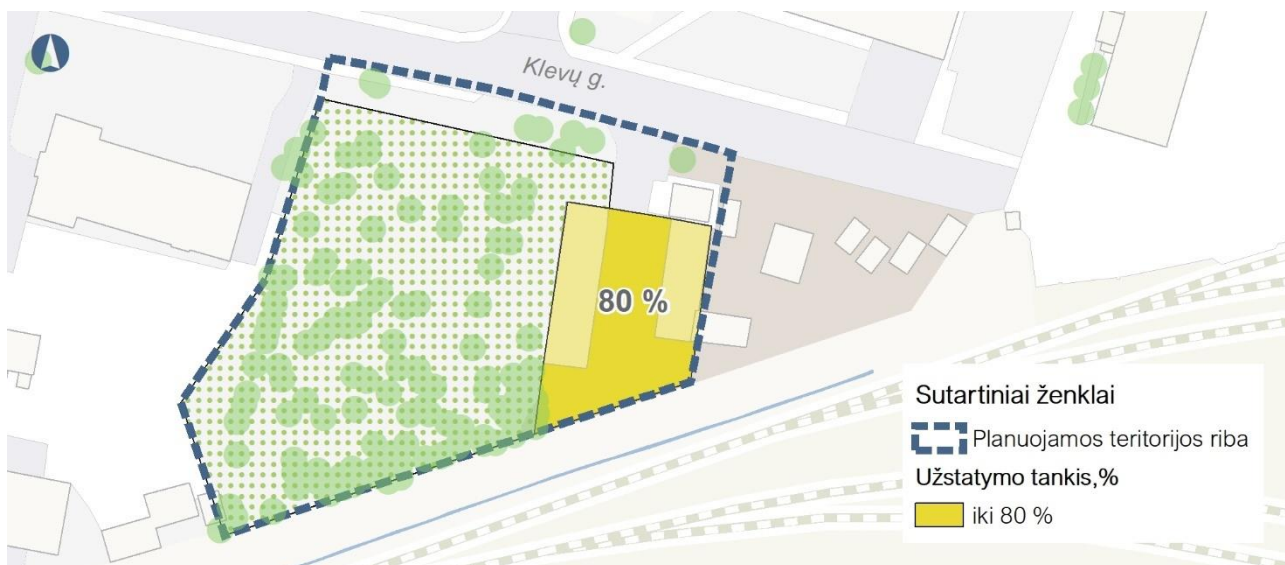 Klevų g.
80 %
Sutartiniai ženklai
Planuojamos teritorijos riba
Užstatymo tankis,%
iki 80 %